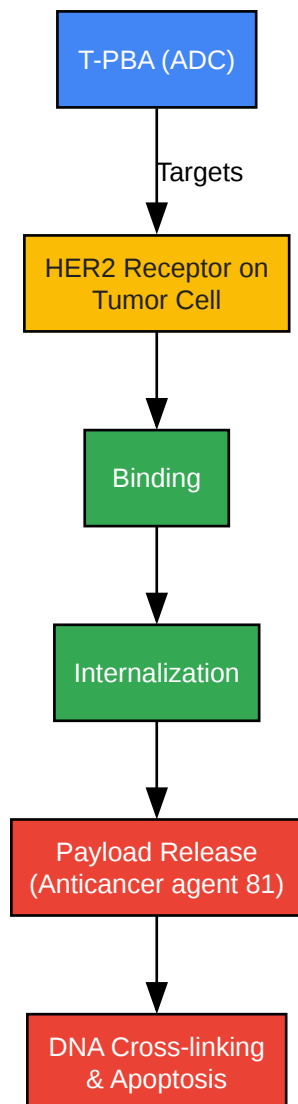 T-PBA (ADC)
Targets
HER2 Receptor on
Tumor Cell
Binding
Internalization
Payload Release
(Anticancer agent 81)
DNA Cross-linking
& Apoptosis